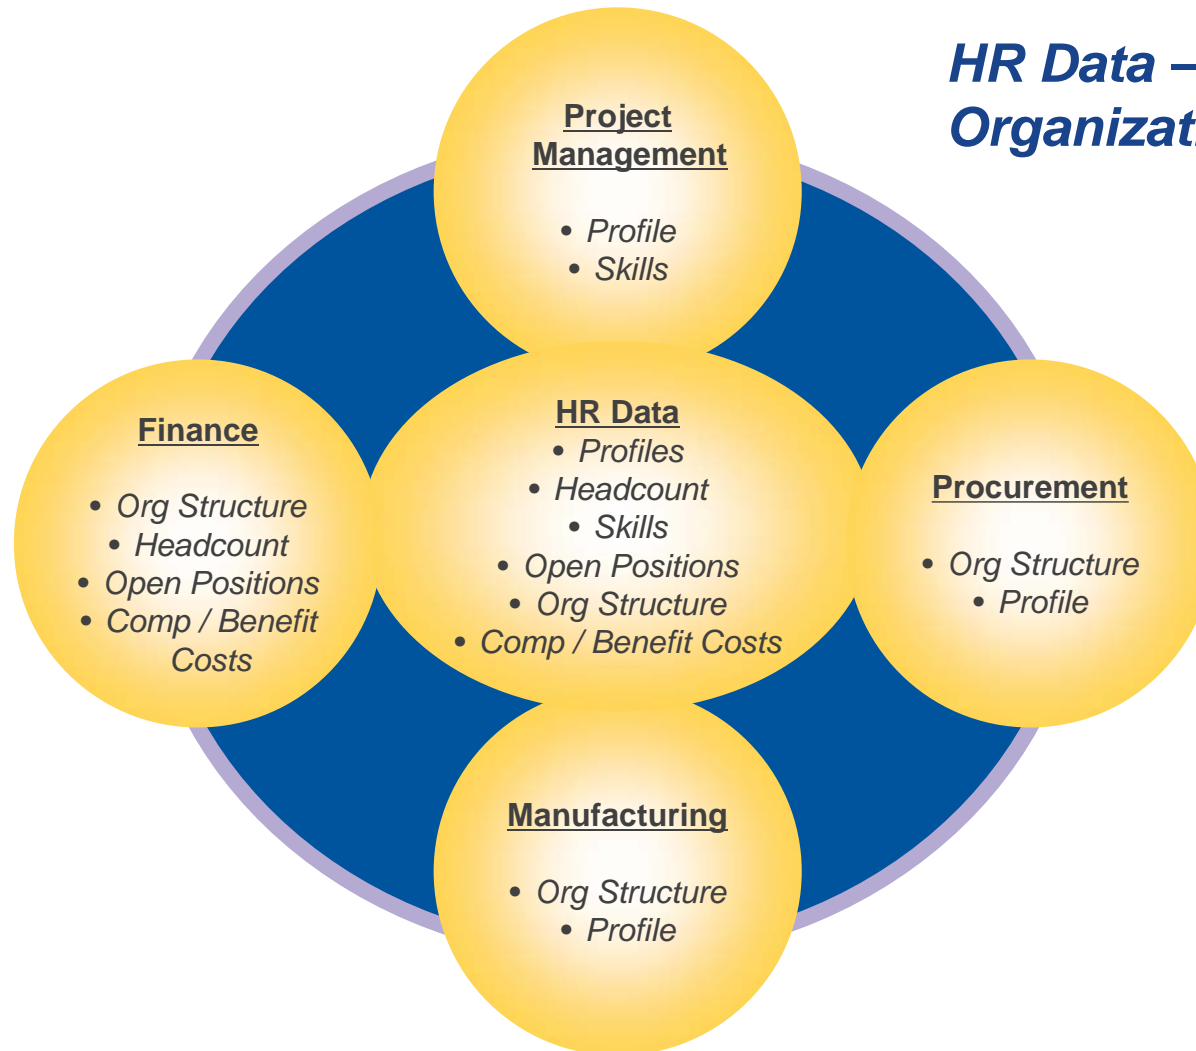 HR Data –
Organizati
Project
Management
• Profile
• Skills
Finance
• Org Structure
• Headcount
• Open Positions
• Comp / Benefit
Costs
HR Data
• Profiles
• Headcount
• Skills
• Open Positions
• Org Structure
• Comp / Benefit Costs
Procurement
• Org Structure
• Profile
Manufacturing
• Org Structure
• Profile